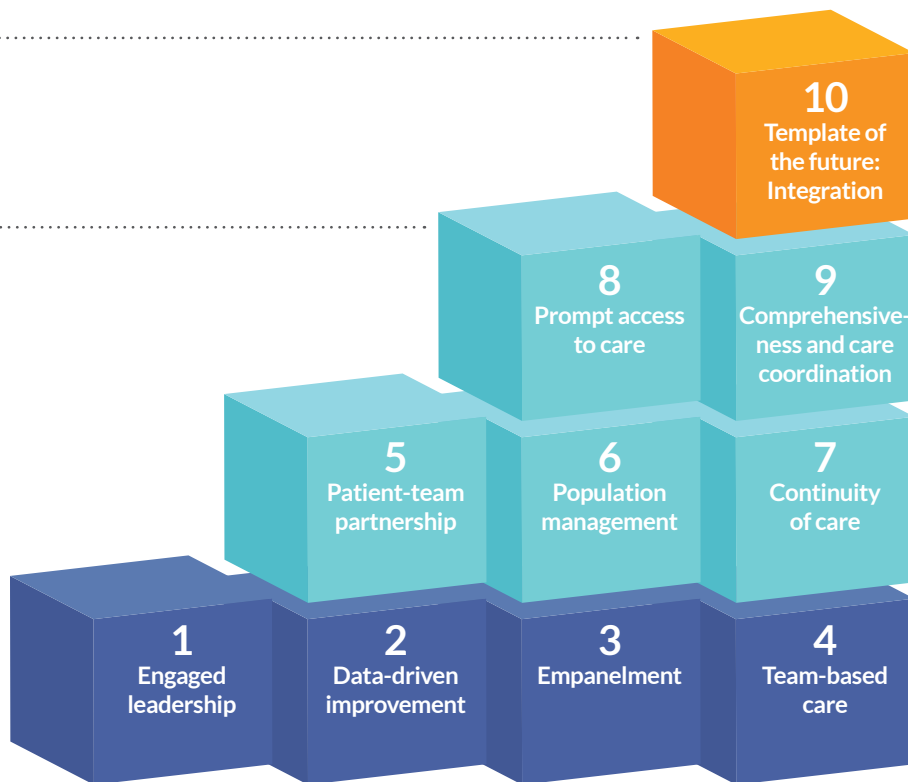 10
Template of
the future:
Integration
8
Prompt access
to care
9
Comprehensive-
ness and care
coordination
5
Patient-team
partnership
6
Population
management
7
Continuity
of care
1
Engaged
leadership
2
Data-driven
improvement
3
Empanelment
4
Team-based
care